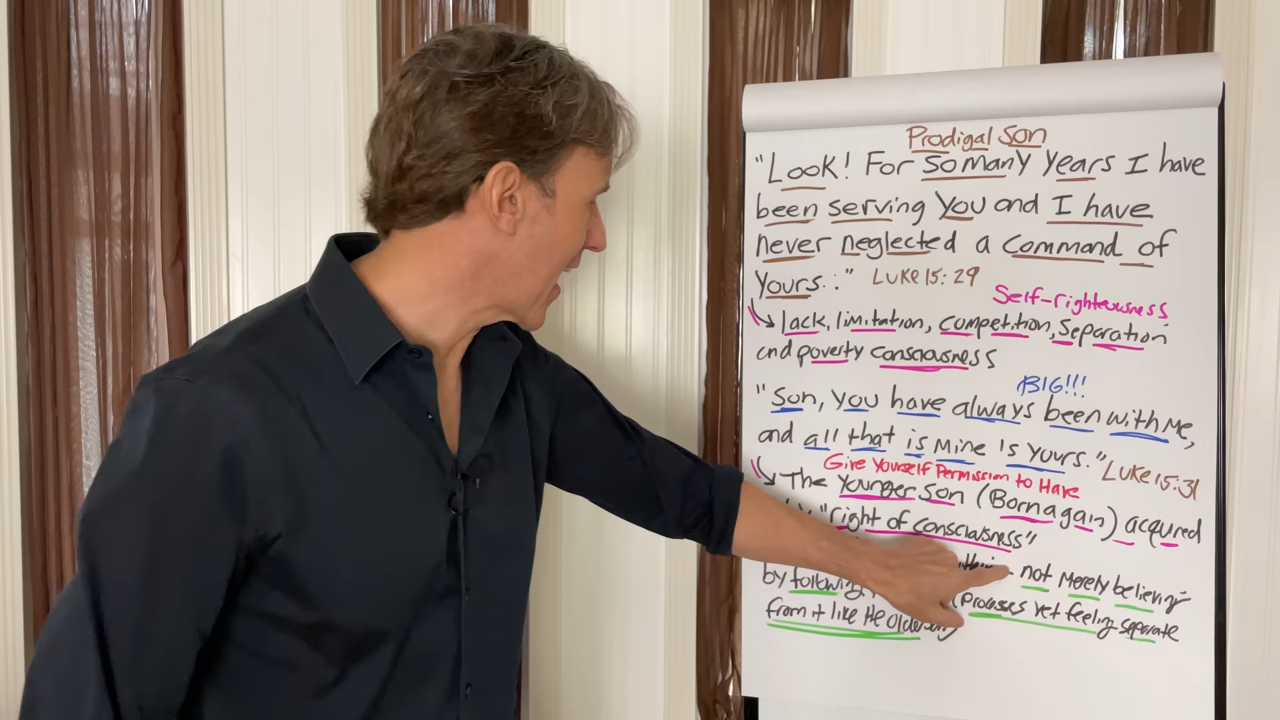 Prodigal Son
"Look! For so many years I have
been serving You and I have
never neglected a command of
Yours.." Luke 15:29
Self-righteousness
lack, limitation, competition, separation
and poverty consciousness
BIG!!!
"Son, you have always been with Me,
and all that is Mine is yours." Luke 15:31
Give Yourself Permission to Have
The Younger Son (Born again) acquired
"right of consciousness"
not merely believing
by following Processes yet feeling separate
from it like the older